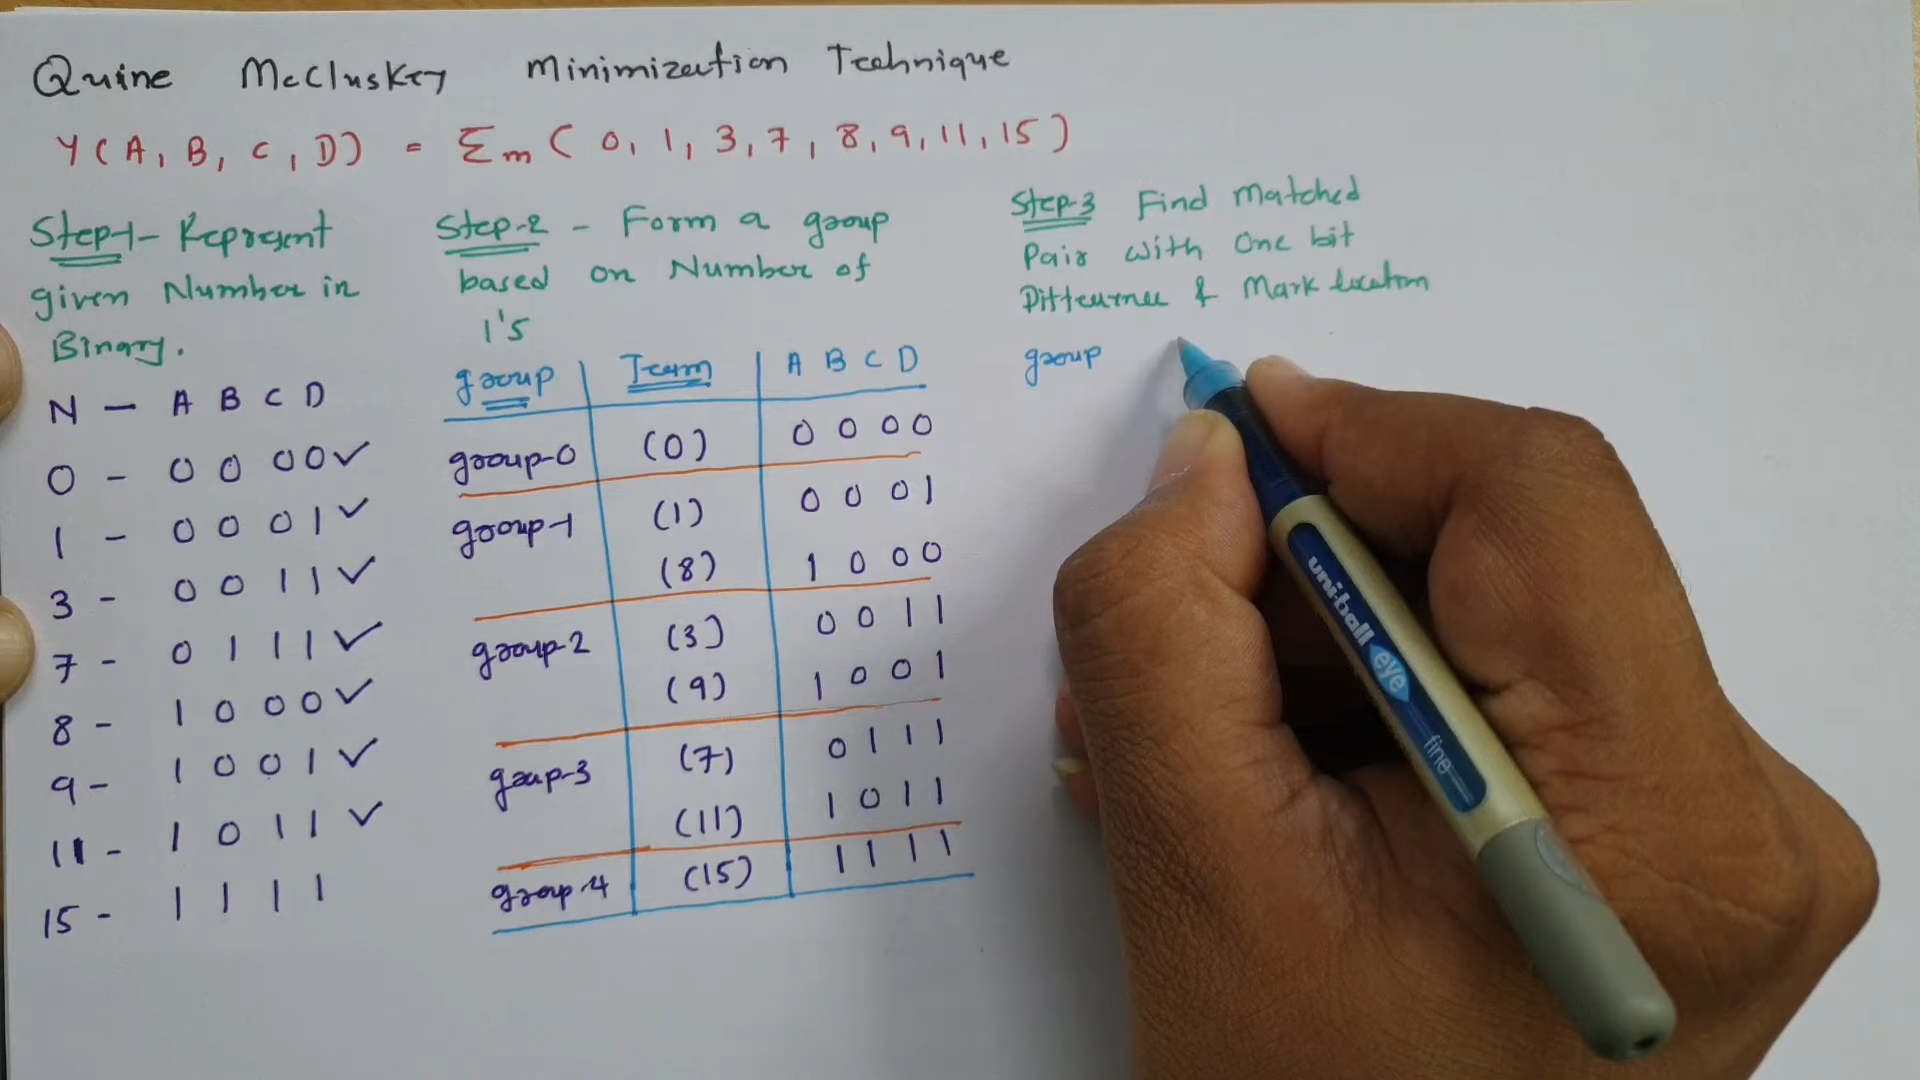 Quine McCluskey Minimization Technique
Y(A, B, C, D) = Σm( 0, 1, 3, 7, 8, 9, 11, 15)
Step-1 - Represent
given Number in
Binary.
N - A B C D
0 - 0 0 0 0 ✓
1 - 0 0 0 1 ✓
3 - 0 0 1 1 ✓
7 - 0 1 1 1 ✓
8 - 1 0 0 0 ✓
9 - 1 0 0 1 ✓
11 - 1 0 1 1 ✓
15 - 1 1 1 1
Step-2 - Form a group
based on Number of
1's
group Term A B C D
group-0 (0) 0 0 0 0
group-1 (1) 0 0 0 1
(8) 1 0 0 0
group-2 (3) 0 0 1 1
(9) 1 0 0 1
group-3 (7) 0 1 1 1
(11) 1 0 1 1
group-4 (15) 1 1 1 1
Step-3 Find Matched
Pair with One bit
Difference & Mark location
group
uni-ball eye fine